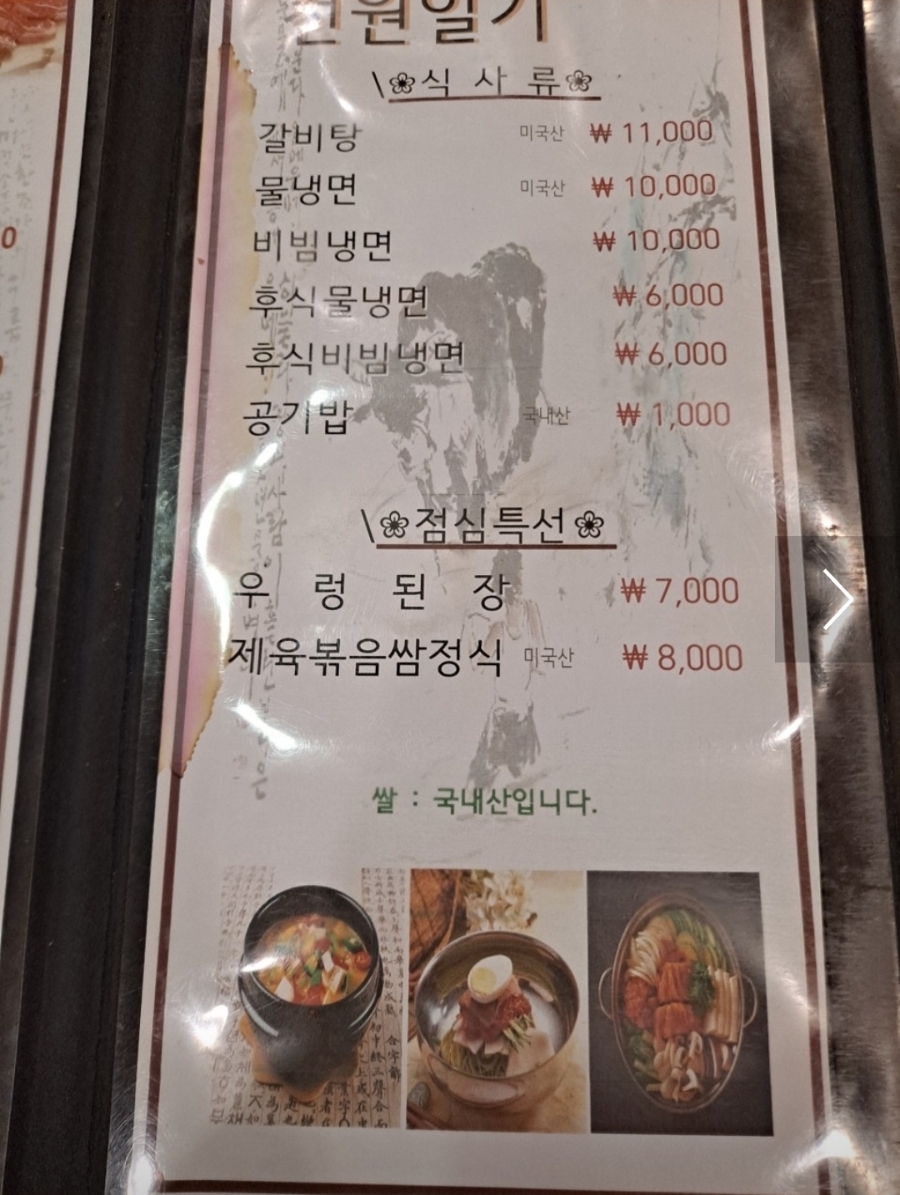 \❀식 사 류❀
갈비탕 미국산 ₩ 11,000
물냉면 미국산 ₩ 10,000
비빔냉면 ₩ 10,000
후식물냉면 ₩ 6,000
후식비빔냉면 ₩ 6,000
공기밥 국내산 ₩ 1,000
\❀점심특선❀
우 렁 된 장 ₩ 7,000
제육볶음쌈정식 미국산 ₩ 8,000
쌀 : 국내산입니다.